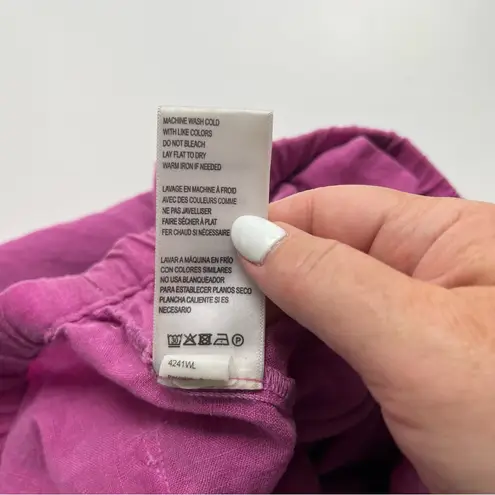 MACHINE WASH COLD
WITH LIKE COLORS
DO NOT BLEACH
LAY FLAT TO DRY
WARM IRON IF NEEDED
LAVAGE EN MACHINE À FROID
AVEC DES COULEURS COMME
NE PAS JAVELLISER
FAIRE SÉCHER À PLAT
FER CHAUD SI NÉCESSAIRE
LAVAR A MÁQUINA EN FRÍO
CON COLORES SIMILARES
NO USA BLANQUEADOR
PARA ESTABLECER PLANOS SECO
PLANCHA CALIENTE SI ES
NECESARIO
P
4241WL